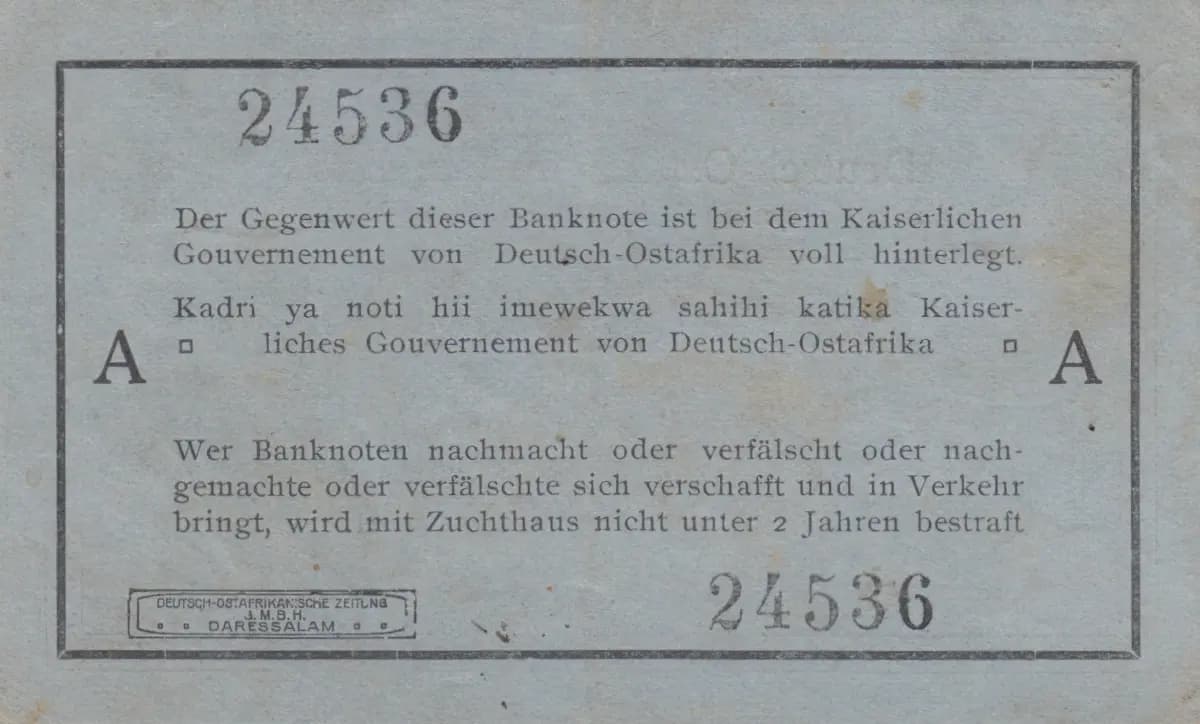 24536
Der Gegenwert dieser Banknote ist bei dem Kaiserlichen
Gouvernement von Deutsch-Ostafrika voll hinterlegt.
Kadri ya noti hii imewekwa sahihi katika Kaiser-
liches Gouvernement von Deutsch-Ostafrika
A A
Wer Banknoten nachmacht oder verfälscht oder nach-
gemachte oder verfälschte sich verschafft und in Verkehr
bringt, wird mit Zuchthaus nicht unter 2 Jahren bestraft
24536
DEUTSCH-OSTAFRIKANISCHE ZEITUNG
G.M.B.H.
DARESSALAM